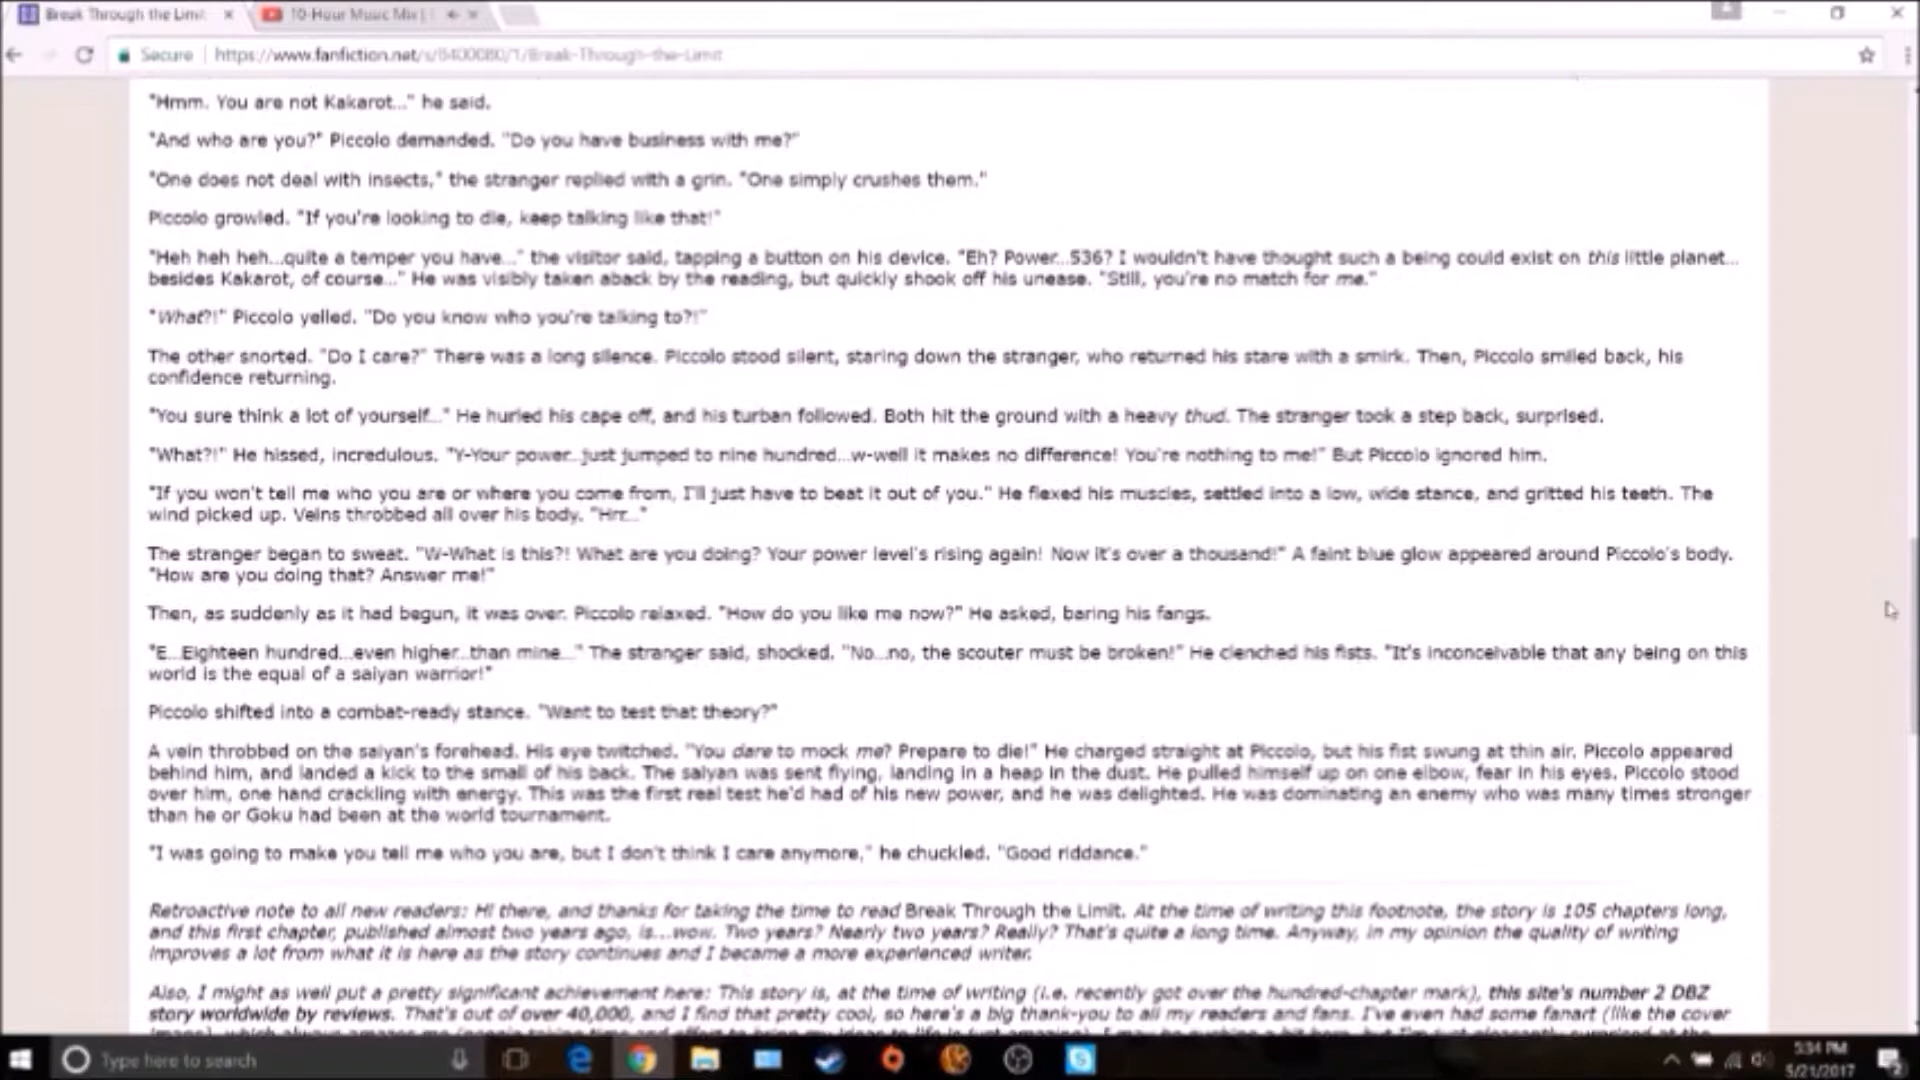 Break Through the Limit
10-Hour Music Mix |
Secure https://www.fanfiction.net/s/8400080/1/Break-Through-the-Limit
"Hmm. You are not Kakarot..." he said.
"And who are you?" Piccolo demanded. "Do you have business with me?"
"One does not deal with insects," the stranger replied with a grin. "One simply crushes them."
Piccolo growled. "If you're looking to die, keep talking like that!"
"Heh heh heh...quite a temper you have..." the visitor said, tapping a button on his device. "Eh? Power...536? I wouldn't have thought such a being could exist on this little planet...
besides Kakarot, of course..." He was visibly taken aback by the reading, but quickly shook off his unease. "Still, you're no match for me."
"What?!" Piccolo yelled. "Do you know who you're talking to?!"
The other snorted. "Do I care?" There was a long silence. Piccolo stood silent, staring down the stranger, who returned his stare with a smirk. Then, Piccolo smiled back, his
confidence returning.
"You sure think a lot of yourself..." He hurled his cape off, and his turban followed. Both hit the ground with a heavy thud. The stranger took a step back, surprised.
"What?!" He hissed, incredulous. "Y-Your power...just jumped to nine hundred...w-well it makes no difference! You're nothing to me!" But Piccolo ignored him.
"If you won't tell me who you are or where you come from, I'll just have to beat it out of you." He flexed his muscles, settled into a low, wide stance, and gritted his teeth. The
wind picked up. Veins throbbed all over his body. "Hrr..."
The stranger began to sweat. "W-What is this?! What are you doing? Your power level's rising again! Now it's over a thousand!" A faint blue glow appeared around Piccolo's body.
"How are you doing that? Answer me!"
Then, as suddenly as it had begun, it was over. Piccolo relaxed. "How do you like me now?" He asked, baring his fangs.
"E...Eighteen hundred...even higher...than mine..." The stranger said, shocked. "No...no, the scouter must be broken!" He clenched his fists. "It's inconceivable that any being on this
world is the equal of a saiyan warrior!"
Piccolo shifted into a combat-ready stance. "Want to test that theory?"
A vein throbbed on the saiyan's forehead. His eye twitched. "You dare to mock me? Prepare to die!" He charged straight at Piccolo, but his fist swung at thin air. Piccolo appeared
behind him, and landed a kick to the small of his back. The saiyan was sent flying, landing in a heap in the dust. He pulled himself up on one elbow, fear in his eyes. Piccolo stood
over him, one hand crackling with energy. This was the first real test he'd had of his new power, and he was delighted. He was dominating an enemy who was many times stronger
than he or Goku had been at the world tournament.
"I was going to make you tell me who you are, but I don't think I care anymore," he chuckled. "Good riddance."
Retroactive note to all new readers: Hi there, and thanks for taking the time to read Break Through the Limit. At the time of writing this footnote, the story is 105 chapters long,
and this first chapter, published almost two years ago, is...wow. Two years? Nearly two years? Really? That's quite a long time. Anyway, in my opinion the quality of writing
improves a lot from what it is here as the story continues and I became a more experienced writer.
Also, I might as well put a pretty significant achievement here: This story is, at the time of writing (i.e. recently got over the hundred-chapter mark), this site's number 2 DBZ
story worldwide by reviews. That's out of over 40,000, and I find that pretty cool, so here's a big thank-you to all my readers and fans. I've even had some fanart (like the cover
Type here to search
5:34 PM
5/21/2017